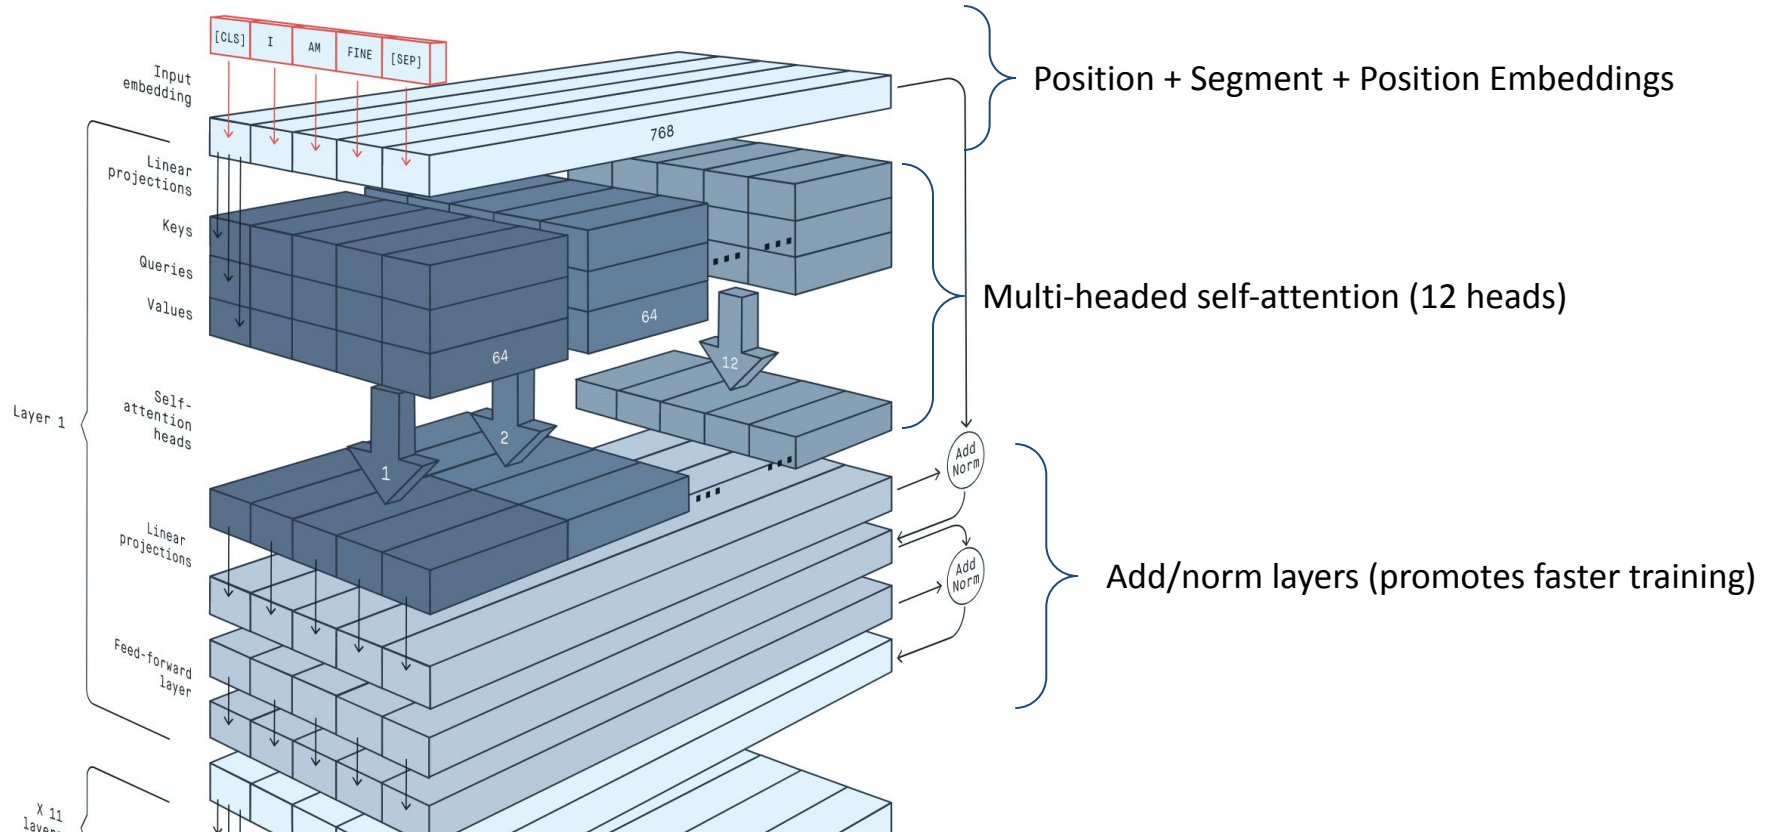 [CLS] I AM FINE [SEP]
Input
embedding
768
Position + Segment + Position Embeddings
Linear
projections
Keys
Queries
Values
64
64
12
Multi-headed self-attention (12 heads)
Layer 1
Self-
attention
heads
1
2
Add
Norm
Linear
projections
Add
Norm
Add/norm layers (promotes faster training)
Feed-forward
layer
X 11
layers